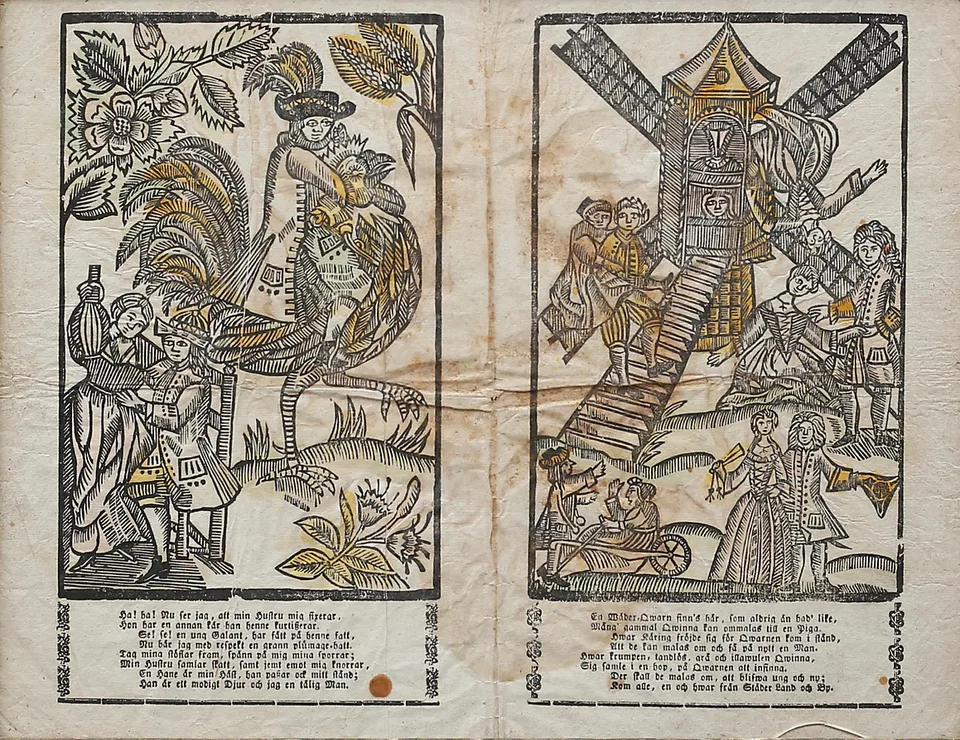 Ha! ha! Nu ser jag, att min Hustru mig fixerar,
Hon har en annan kär han henne kurtiserar.
Se! se! en ung Galant, har fått på henne fatt,
Nu bär jag med respekt en grann plümage-hatt.
Tag mina stöflar fram, spänn på mig mina sporrar;
Min Hustru samlar skatt, samt jemt emot mig knorrar,
En Hane är min Häst, han passar ock mitt stånd;
Han är ett modigt Djur och jag en tålig Man.
En Wäder-Qwarn finn's här, som aldrig än had' like,
Mång' gammal Qwinna kan ommalas till en Piga.
Hwar Käring fröjde sig för Qwarnen kom i stånd,
Att de kan malas om och få på nytt en Man.
Hwar krumpen, tandlös, grå och illawulen Qwinna,
Sig samle i en hop, på Qwarnen att infinna.
Der skall de malas om, att blifwa ung och ny;
Kom alle, en och hwar från Städer Land och By.